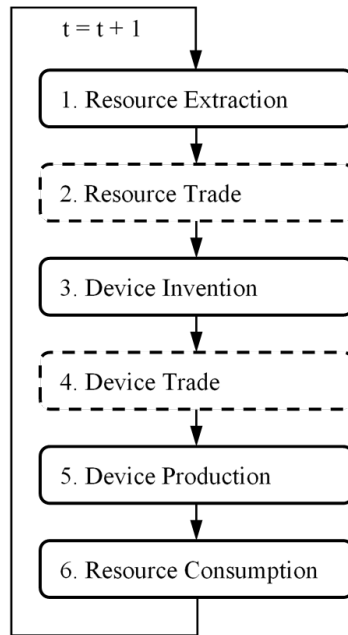 t = t + 1
1. Resource Extraction
2. Resource Trade
3. Device Invention
4. Device Trade
5. Device Production
6. Resource Consumption